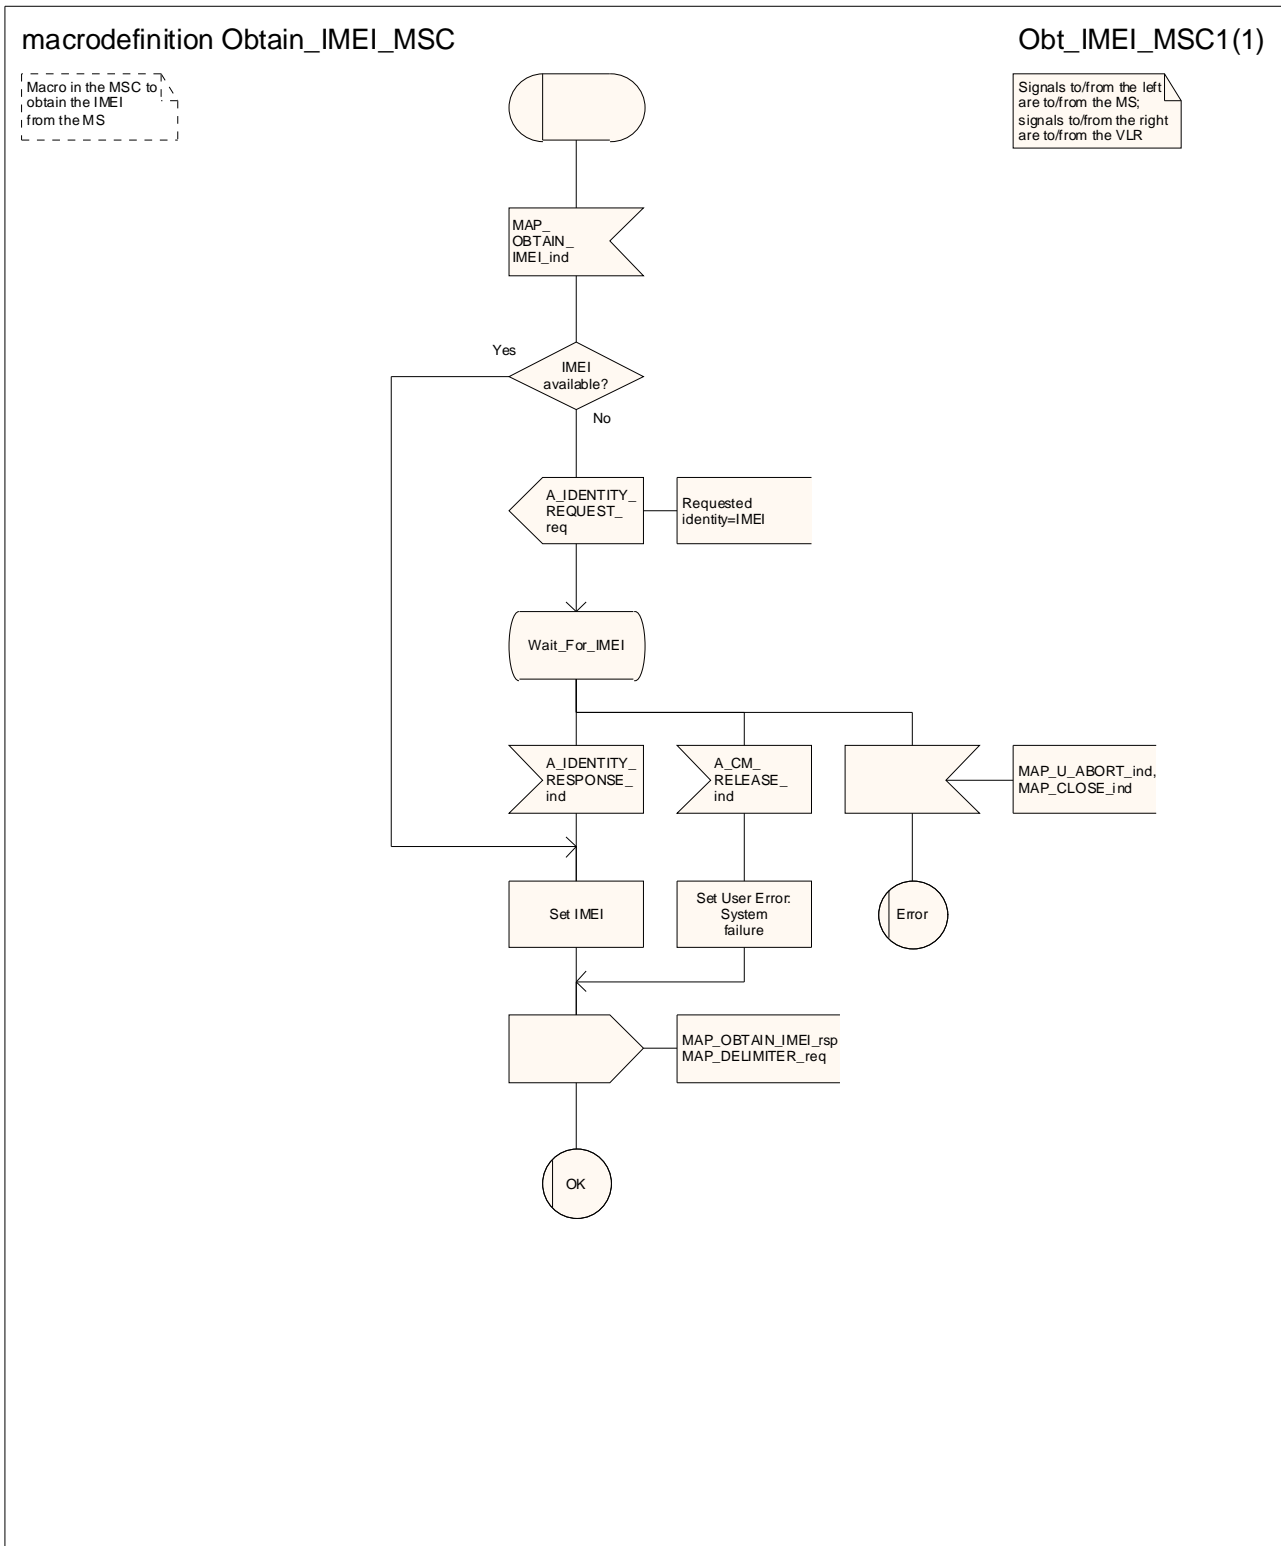 macrodefinition Obtain_IMEI_MSC
Obt_IMEI_MSC1(1)
Macro in the MSC to
obtain the IMEI
from the MS
Signals to/from the left
are to/from the MS;
signals to/from the right
are to/from the VLR
MAP_
OBTAIN_
IMEI_ind
Yes
IMEI
available?
No
A_IDENTITY_
REQUEST_
req
Requested
identity=IMEI
Wait_For_IMEI
A_IDENTITY_
RESPONSE_
ind
A_CM_
RELEASE_
ind
MAP_U_ABORT_ind,
MAP_CLOSE_ind
Set IMEI
Set User Error:
System
failure
Error
MAP_OBTAIN_IMEI_rsp
MAP_DELIMITER_req
OK